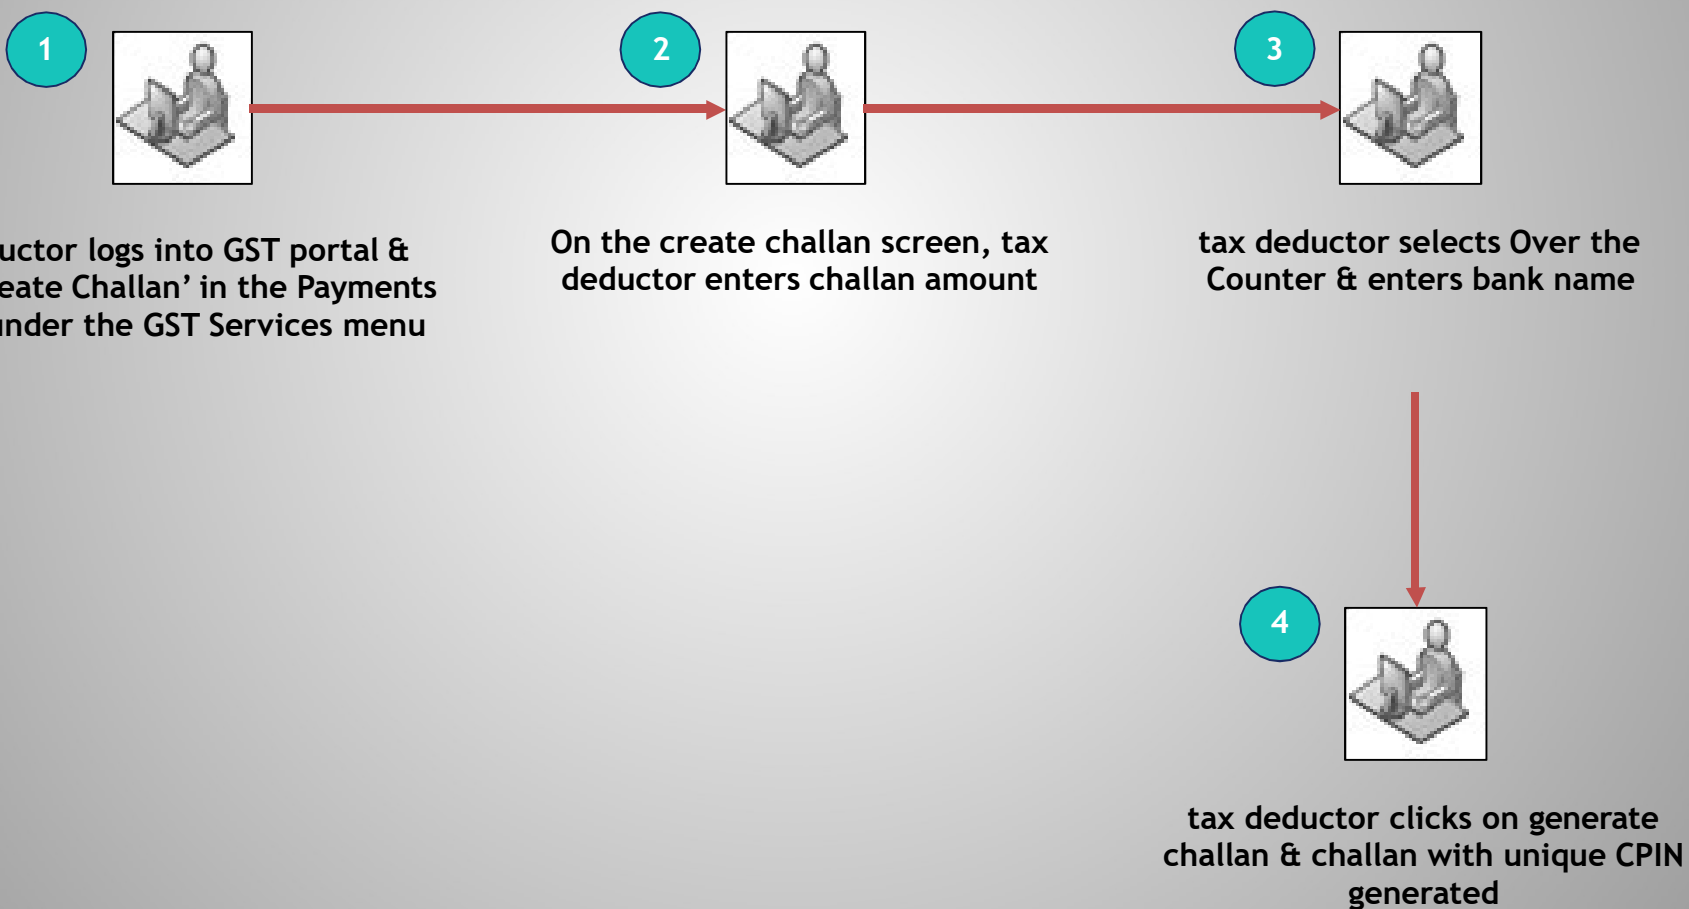 1
2
3
uctor logs into GST portal &
eate Challan’ in the Payments
under the GST Services menu
On the create challan screen, tax
deductor enters challan amount
tax deductor selects Over the
Counter & enters bank name
4
tax deductor clicks on generate
challan & challan with unique CPIN
generated